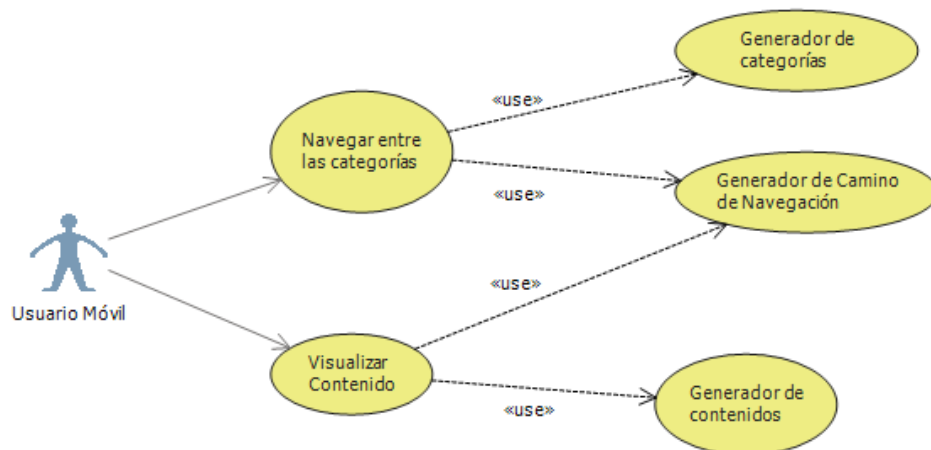 Generador de
categorías
«use»
Navegar entre
las categorías
«use»
Generador de Camino
de Navegación
«use»
Usuario Móvil
Visualizar
Contenido
«use»
Generador de
contenidos